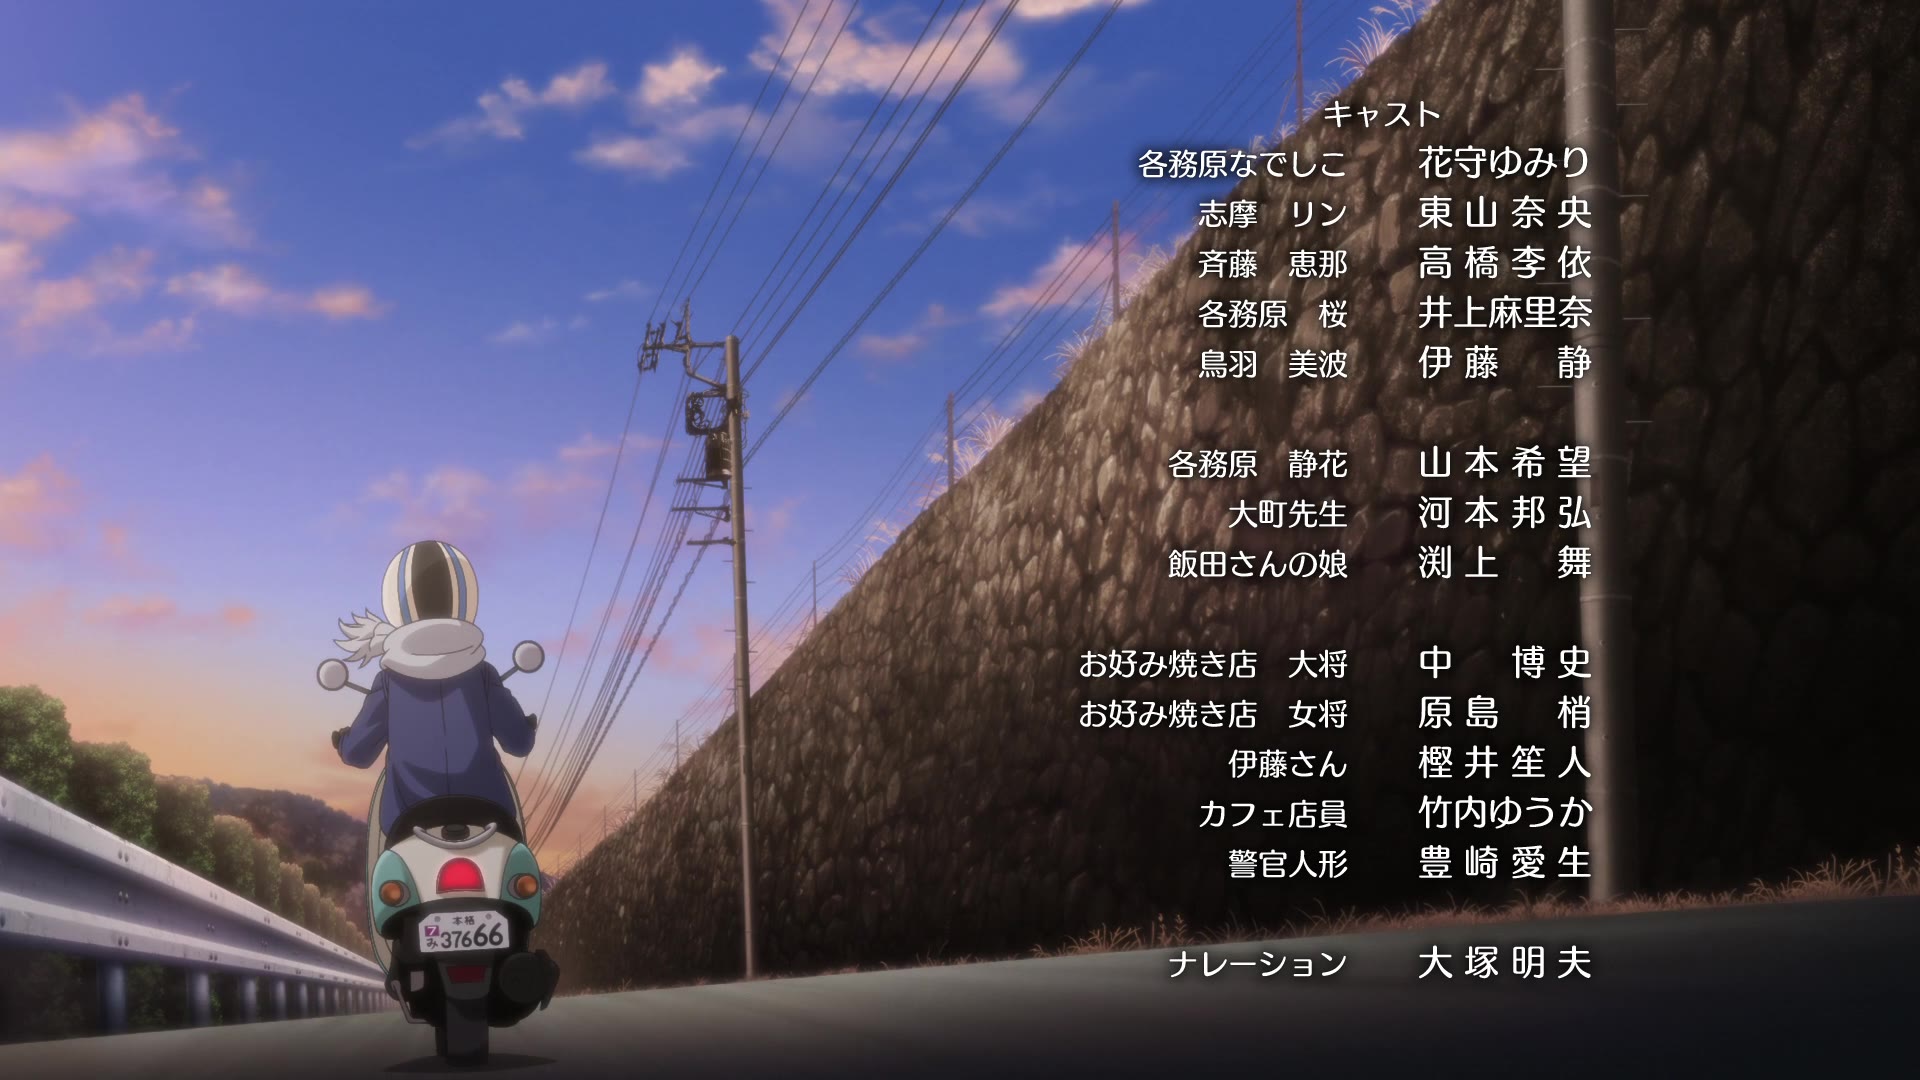 キャスト
各務原なでしこ　花守ゆみり
志摩　リン　東山奈央
斉藤　恵那　高橋李依
各務原　桜　井上麻里奈
鳥羽　美波　伊藤　静
各務原　静花　山本希望
大町先生　河本邦弘
飯田さんの娘　渕上　舞
お好み焼き店　大将　中　博史
お好み焼き店　女将　原島　梢
伊藤さん　樫井笙人
カフェ店員　竹内ゆうか
警官人形　豊崎愛生
ナレーション　大塚明夫
本栖
7
み 37666